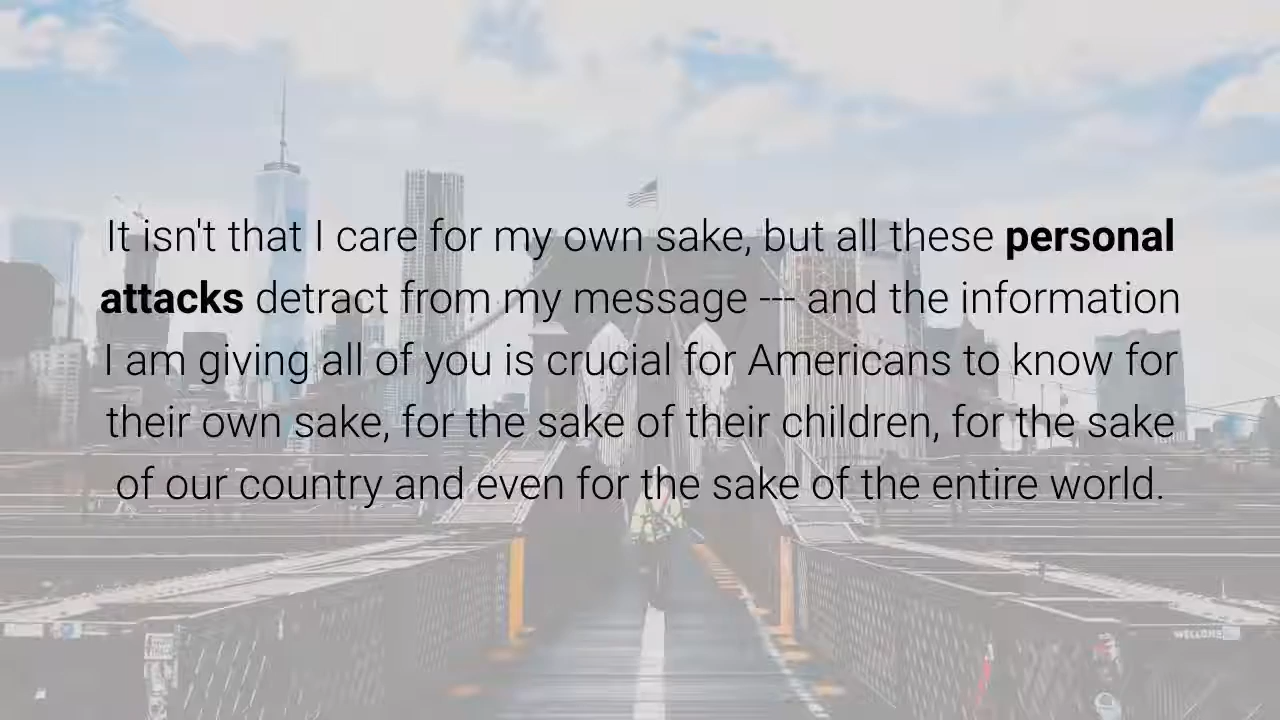 It isn't that I care for my own sake, but all these personal
attacks detract from my message --- and the information
I am giving all of you is crucial for Americans to know for
their own sake, for the sake of their children, for the sake
of our country and even for the sake of the entire world.